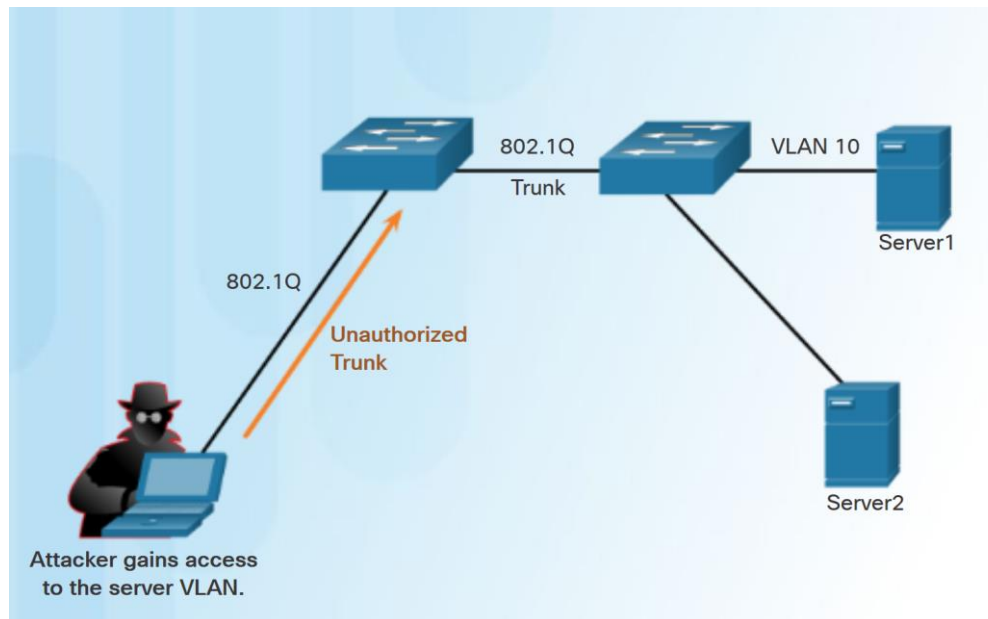 802.1Q
Trunk
VLAN 10
Server1
802.1Q
Unauthorized
Trunk
Server2
Attacker gains access
to the server VLAN.